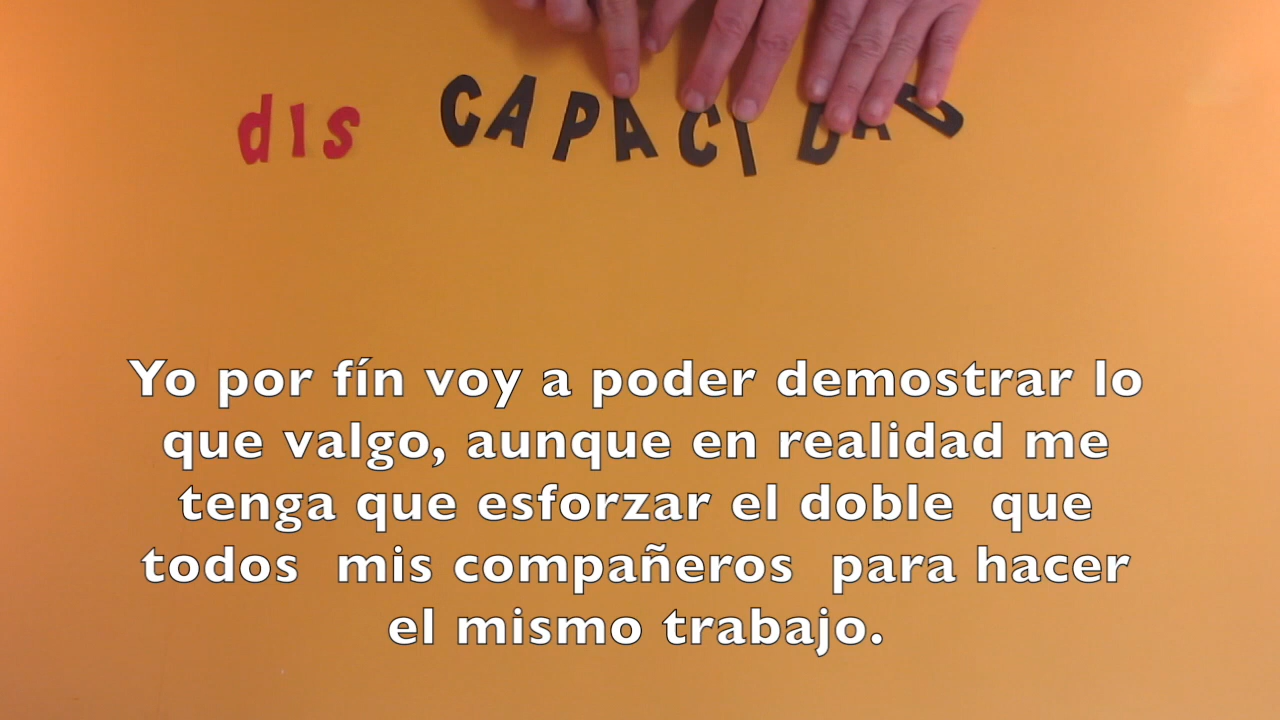 dis CAPACIDAD
Yo por fín voy a poder demostrar lo
que valgo, aunque en realidad me
tenga que esforzar el doble que
todos mis compañeros para hacer
el mismo trabajo.